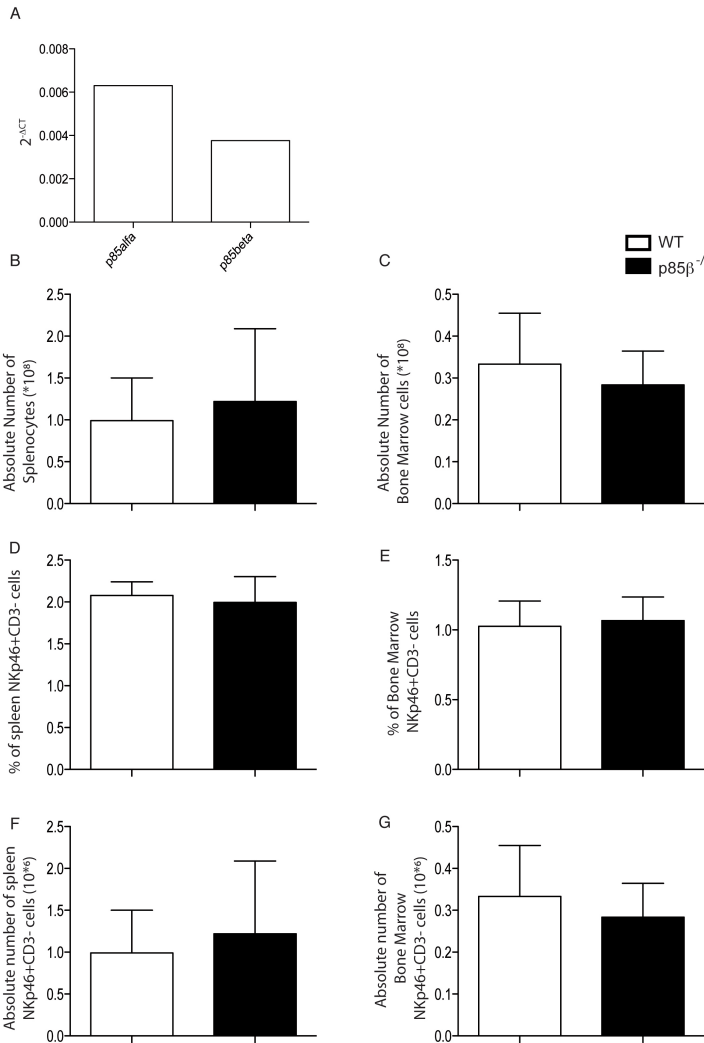 A
0.008
0.006
0.004
0.002
0.000
2-ΔCT
p85alfa
p85beta
WT
p85β-/
B
2.5
2.0
1.5
1.0
0.5
0.0
Absolute Number of
Splenocytes (*10⁸)
C
0.5
0.4
0.3
0.2
0.1
0.0
Absolute Number of
Bone Marrow cells (*10⁸)
D
2.5
2.0
1.5
1.0
0.5
0.0
% of spleen NKp46+CD3- cells
E
1.5
1.0
0.5
0.0
% of Bone Marrow
NKp46+CD3- cells
F
2.5
2.0
1.5
1.0
0.5
0.0
Absolute number of spleen
NKp46+CD3- cells (10*⁶)
G
0.5
0.4
0.3
0.2
0.1
0.0
Absolute number of
Bone Marrow
NKp46+CD3- cells (10*⁶)